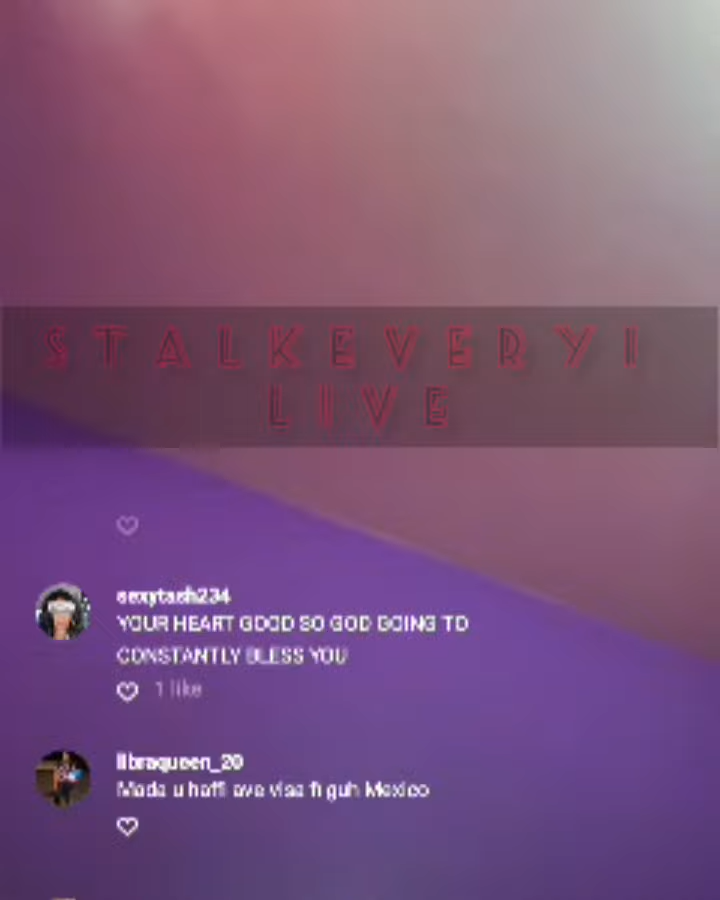 STALKEVERYI
LIVE
sexytash234
YOUR HEART GOOD SO GOD GOING TO
CONSTANTLY BLESS YOU
1 like
libraqueen_20
Mada u haffi ave visa fi guh Mexico